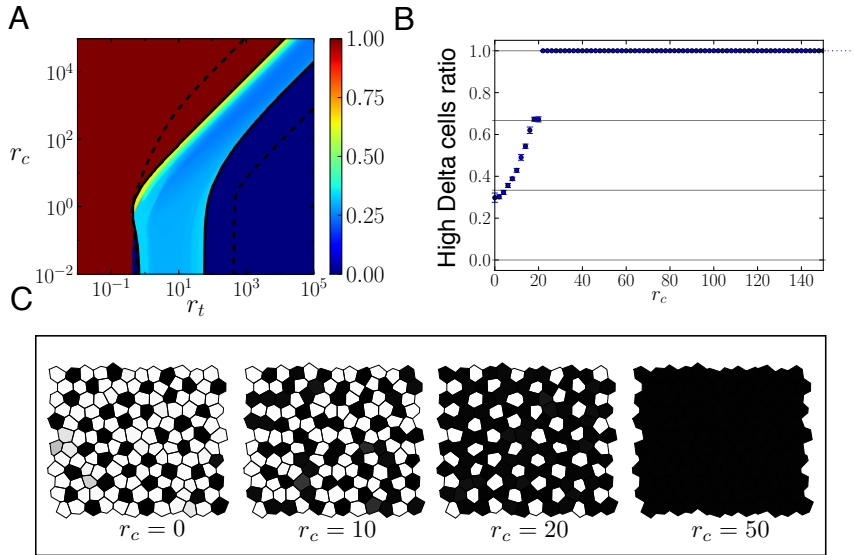 A
r_c
10^4
10^2
10^0
10^{-2}
10^{-1}
10^1
10^3
10^5
r_t
1.00
0.75
0.50
0.25
0.00
B
High Delta cells ratio
1.0
0.8
0.6
0.4
0.2
0.0
0
20
40
60
80
100
120
140
r_c
C
r_c = 0
r_c = 10
r_c = 20
r_c = 50